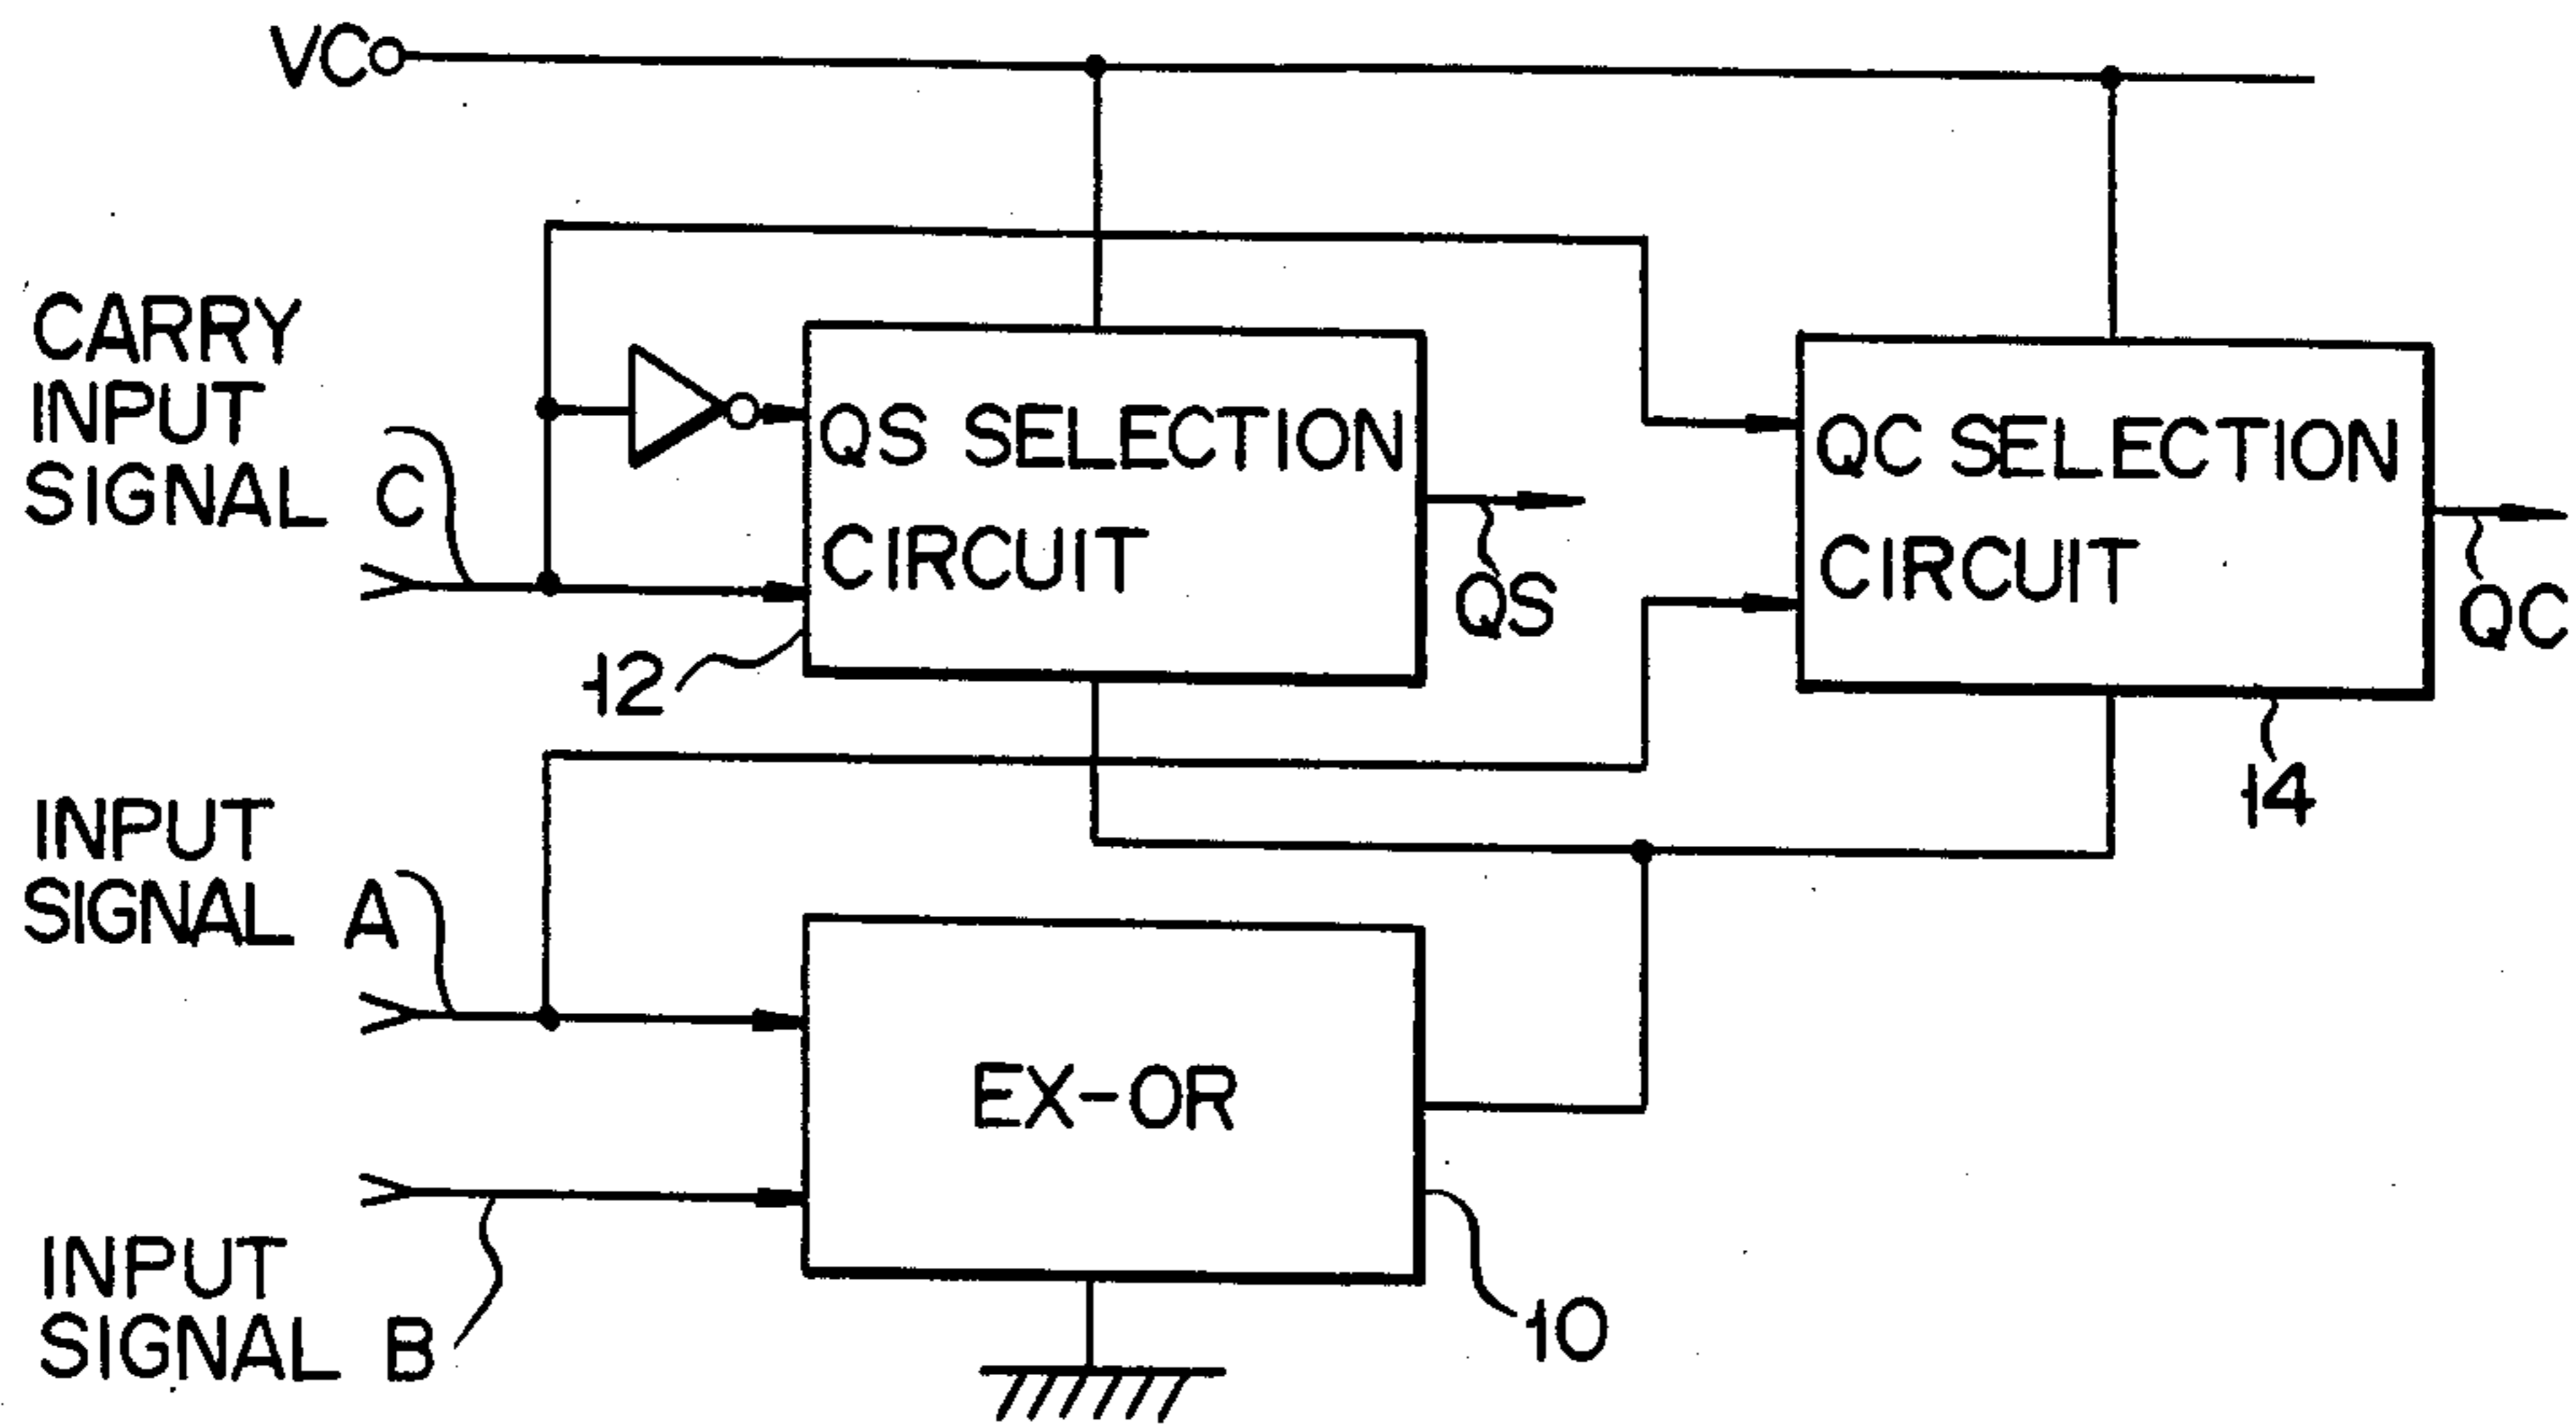 VC
CARRY
INPUT
SIGNAL C
QS SELECTION
CIRCUIT
QS
12
QC SELECTION
CIRCUIT
QC
14
INPUT
SIGNAL A
EX-OR
10
INPUT
SIGNAL B